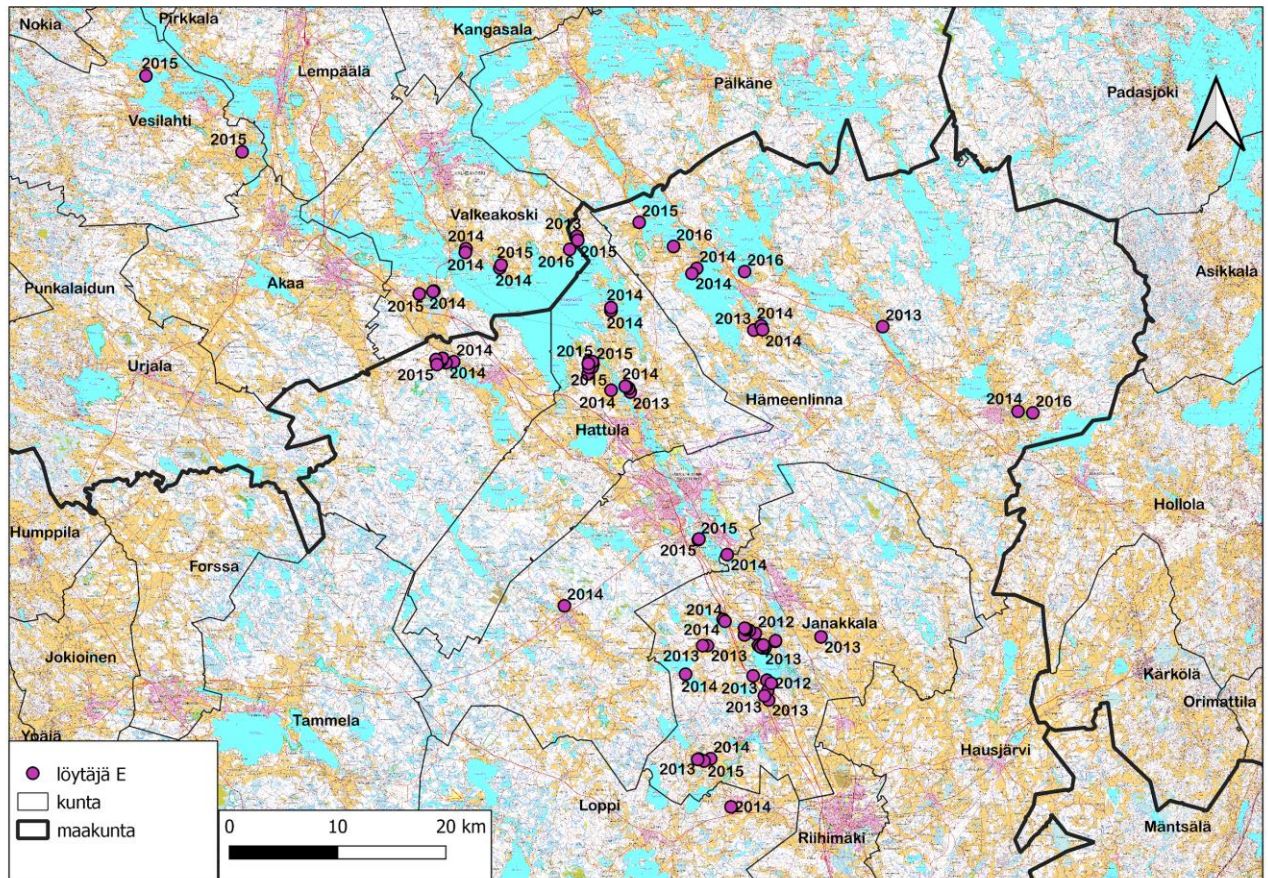 Nokia
Pirkkala
Kangasala
2015
Lempäälä
Pälkäne
Padasjoki
Vesilahti
2015
Valkeakoski
2013
2015
2014
2015
2015
2016
2016
2014
2014
2014
2016
Asikkala
Punkalaidun
Akaa
2015
2014
2014
2014
2013
2014
2014
2013
Urjala
2014
2015
2014
2015
2015
2015
2014
2014
2013
Hämeenlinna
2014
2016
Hattula
Hollola
Humppila
Forssa
2015
2015
2014
2014
2014
2012
Janakkala
2014
2013
2013
2013
2013
Jokioinen
Kärkölä
2014
2013
2012
Orimattila
2013
2013
Tammela
Ypäjä
2014
2013
2015
Hausjärvi
Loppi
2014
Riihimäki
Mäntsälä
löytäjä E
kunta
maakunta
0
10
20 km